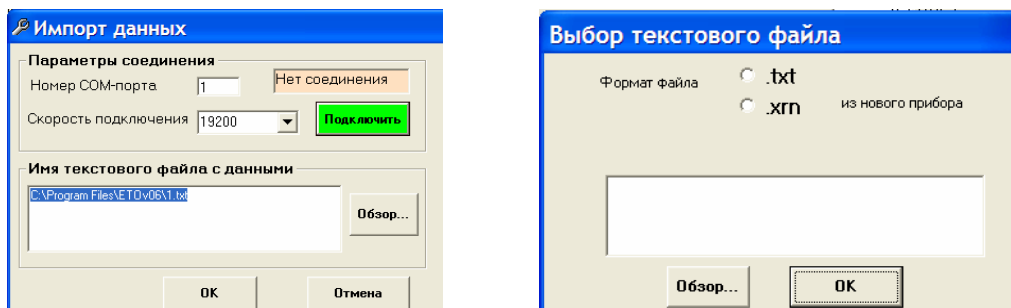 Импорт данных
Параметры соединения
Номер COM-порта 1 Нет соединения
Скорость подключения 19200 Подключить
Имя текстового файла с данными
C:\Program Files\ETOv06\1.txt
Обзор...
OK Отмена
Выбор текстового файла
Формат файла .txt
.xrn из нового прибора
Обзор... OK